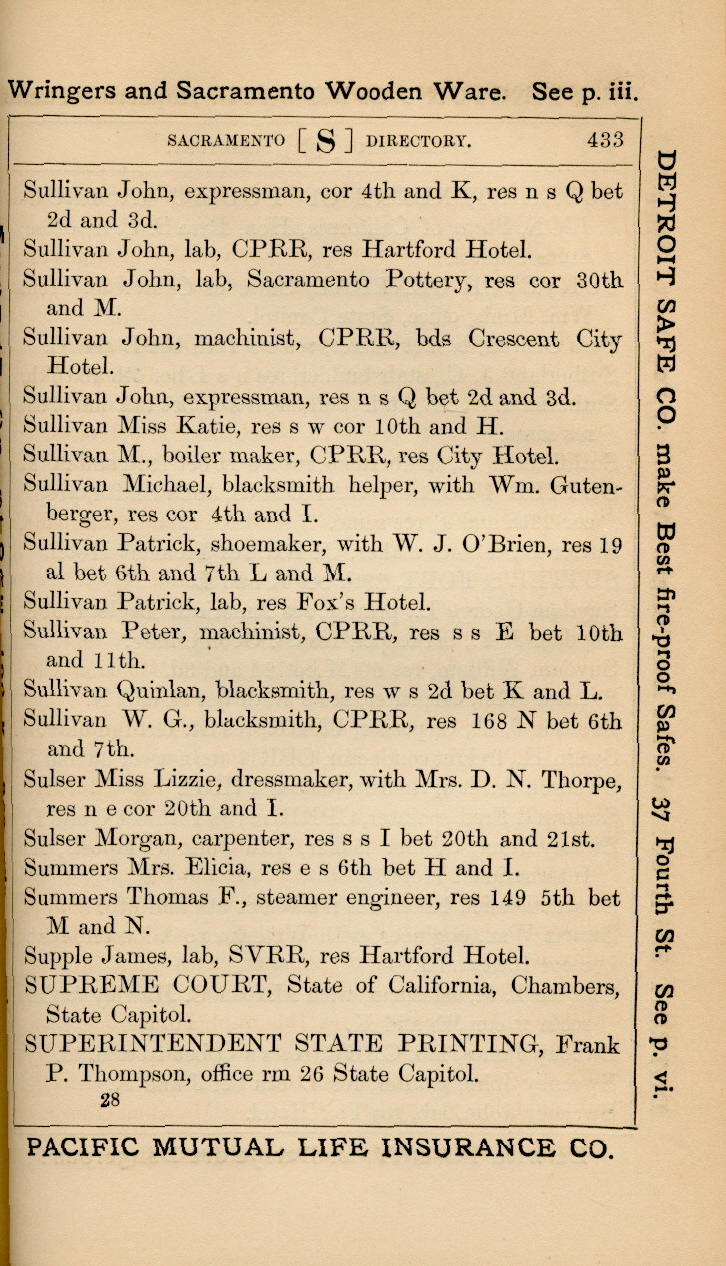 Wringers and Sacramento Wooden Ware. See p. iii.
SACRAMENTO [ S ] DIRECTORY. 433
Sullivan John, expressman, cor 4th and K, res n s Q bet
2d and 3d.
Sullivan John, lab, CPRR, res Hartford Hotel.
Sullivan John, lab, Sacramento Pottery, res cor 30th
and M.
Sullivan John, machinist, CPRR, bds Crescent City
Hotel.
Sullivan John, expressman, res n s Q bet 2d and 3d.
Sullivan Miss Katie, res s w cor 10th and H.
Sullivan M., boiler maker, CPRR, res City Hotel.
Sullivan Michael, blacksmith helper, with Wm. Guten-
berger, res cor 4th and I.
Sullivan Patrick, shoemaker, with W. J. O'Brien, res 19
al bet 6th and 7th L and M.
Sullivan Patrick, lab, res Fox's Hotel.
Sullivan Peter, machinist, CPRR, res s s E bet 10th
and 11th.
Sullivan Quinlan, blacksmith, res w s 2d bet K and L.
Sullivan W. G., blacksmith, CPRR, res 168 N bet 6th
and 7th.
Sulser Miss Lizzie, dressmaker, with Mrs. D. N. Thorpe,
res n e cor 20th and I.
Sulser Morgan, carpenter, res s s I bet 20th and 21st.
Summers Mrs. Elicia, res e s 6th bet H and I.
Summers Thomas F., steamer engineer, res 149 5th bet
M and N.
Supple James, lab, SVRR, res Hartford Hotel.
SUPREME COURT, State of California, Chambers,
State Capitol.
SUPERINTENDENT STATE PRINTING, Frank
P. Thompson, office rm 26 State Capitol.
28
PACIFIC MUTUAL LIFE INSURANCE CO.
DETROIT SAFE CO. make Best fire-proof Safes. 37 Fourth St. See p. vi.